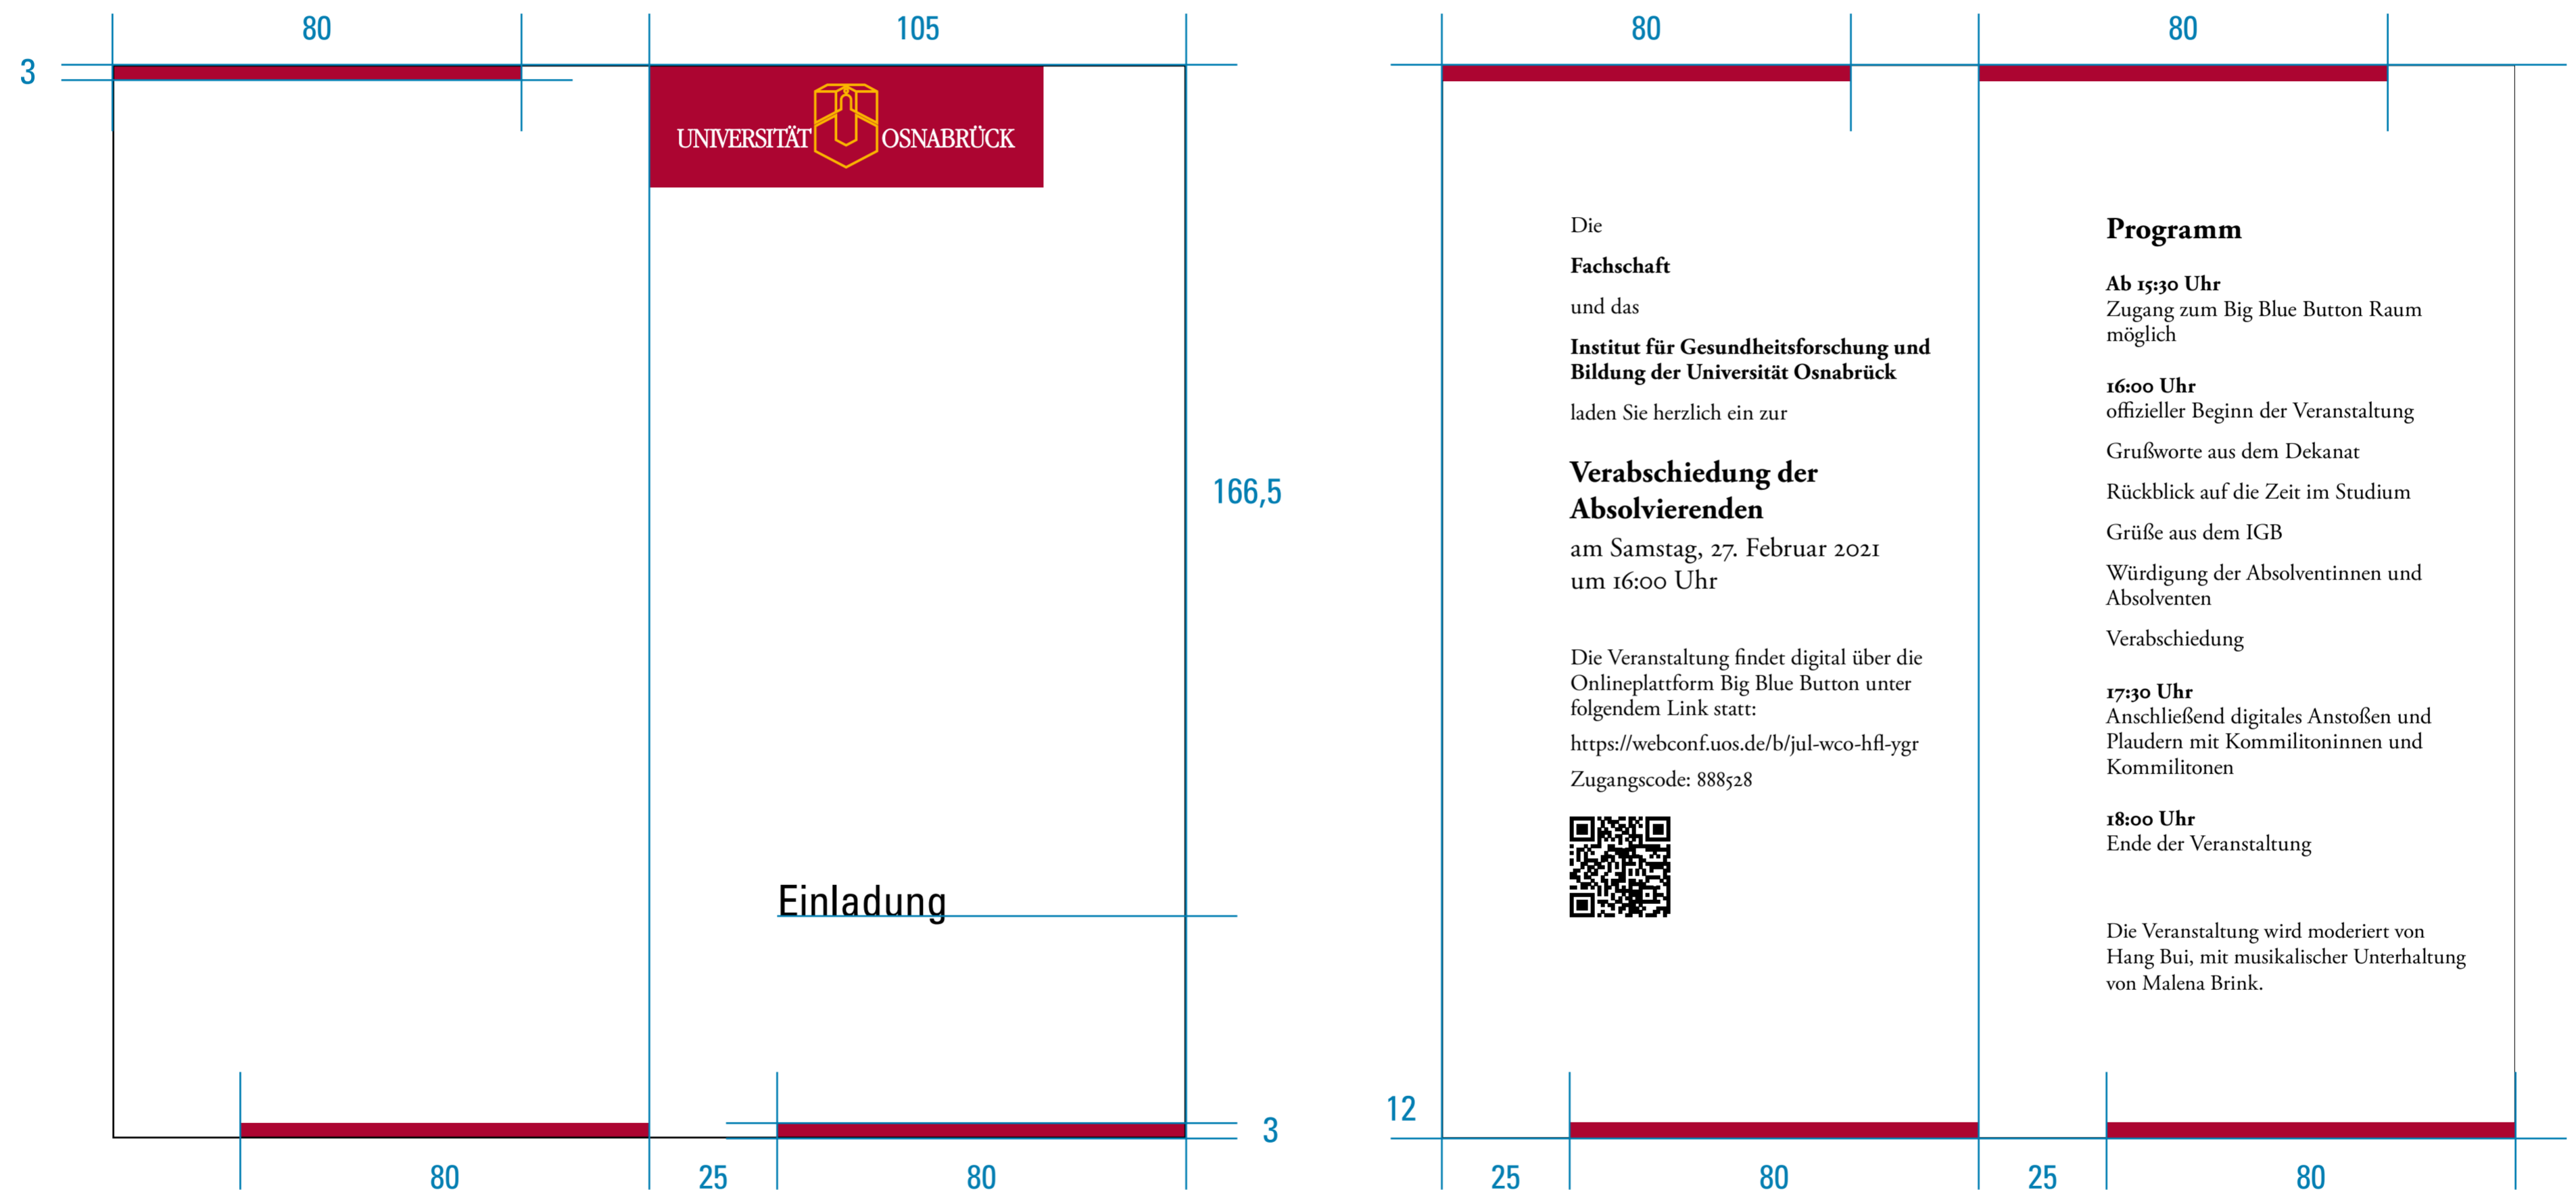 80
105
3
UNIVERSITÄT OSNABRÜCK
166,5
Einladung
3
80
25
80
80
80
Die
Fachschaft
und das
Institut für Gesundheitsforschung und
Bildung der Universität Osnabrück
laden Sie herzlich ein zur
Verabschiedung der
Absolvierenden
am Samstag, 27. Februar 2021
um 16:00 Uhr
Die Veranstaltung findet digital über die
Onlineplattform Big Blue Button unter
folgendem Link statt:
https://webconf.uos.de/b/jul-wco-hfl-ygr
Zugangscode: 888528
Programm
Ab 15:30 Uhr
Zugang zum Big Blue Button Raum
möglich
16:00 Uhr
offizieller Beginn der Veranstaltung
Grußworte aus dem Dekanat
Rückblick auf die Zeit im Studium
Grüße aus dem IGB
Würdigung der Absolventinnen und
Absolventen
Verabschiedung
17:30 Uhr
Anschließend digitales Anstoßen und
Plaudern mit Kommilitoninnen und
Kommilitonen
18:00 Uhr
Ende der Veranstaltung
Die Veranstaltung wird moderiert von
Hang Bui, mit musikalischer Unterhaltung
von Malena Brink.
12
25
80
25
80